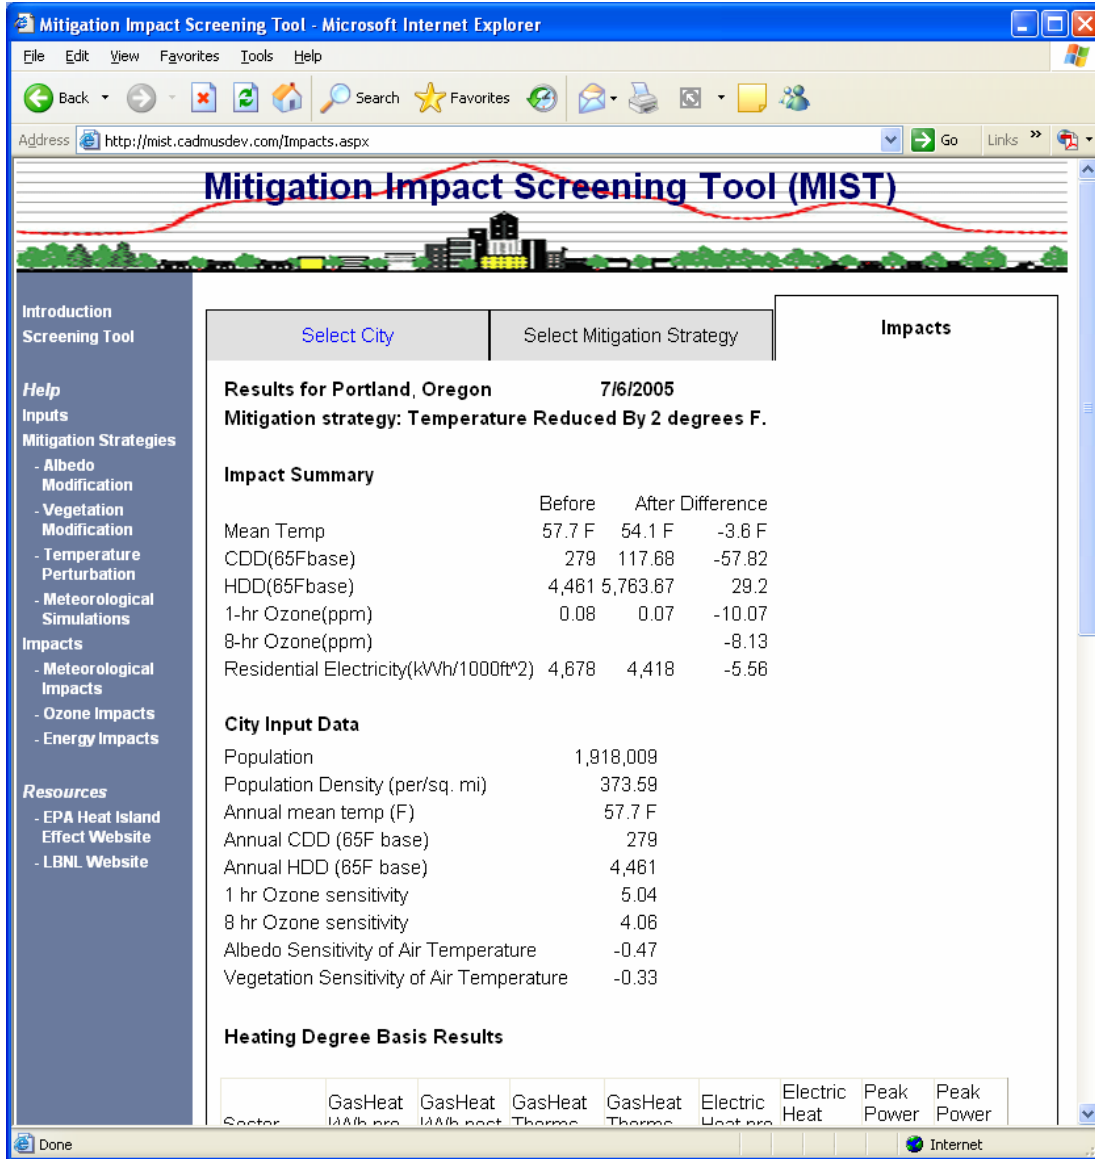 Mitigation Impact Screening Tool - Microsoft Internet Explorer
File Edit View Favorites Tools Help
Back Search Favorites
Address http://mist.cadmusdev.com/Impacts.aspx Go Links »
Mitigation Impact Screening Tool (MIST)
Introduction
Screening Tool
Help
Inputs
Mitigation Strategies
- Albedo
Modification
- Vegetation
Modification
- Temperature
Perturbation
- Meteorological
Simulations
Impacts
- Meteorological
Impacts
- Ozone Impacts
- Energy Impacts
Resources
- EPA Heat Island
Effect Website
- LBNL Website
Select City Select Mitigation Strategy Impacts
Results for Portland, Oregon 7/6/2005
Mitigation strategy: Temperature Reduced By 2 degrees F.
Impact Summary
Before After Difference
Mean Temp 57.7 F 54.1 F -3.6 F
CDD(65Fbase) 279 117.68 -57.82
HDD(65Fbase) 4,461 5,763.67 29.2
1-hr Ozone(ppm) 0.08 0.07 -10.07
8-hr Ozone(ppm) -8.13
Residential Electricity(kWh/1000ft^2) 4,678 4,418 -5.56
City Input Data
Population 1,918,009
Population Density (per/sq. mi) 373.59
Annual mean temp (F) 57.7 F
Annual CDD (65F base) 279
Annual HDD (65F base) 4,461
1 hr Ozone sensitivity 5.04
8 hr Ozone sensitivity 4.06
Albedo Sensitivity of Air Temperature -0.47
Vegetation Sensitivity of Air Temperature -0.33
Heating Degree Basis Results
Electric Peak Peak
GasHeat GasHeat GasHeat GasHeat Electric Heat Power Power
Done Internet